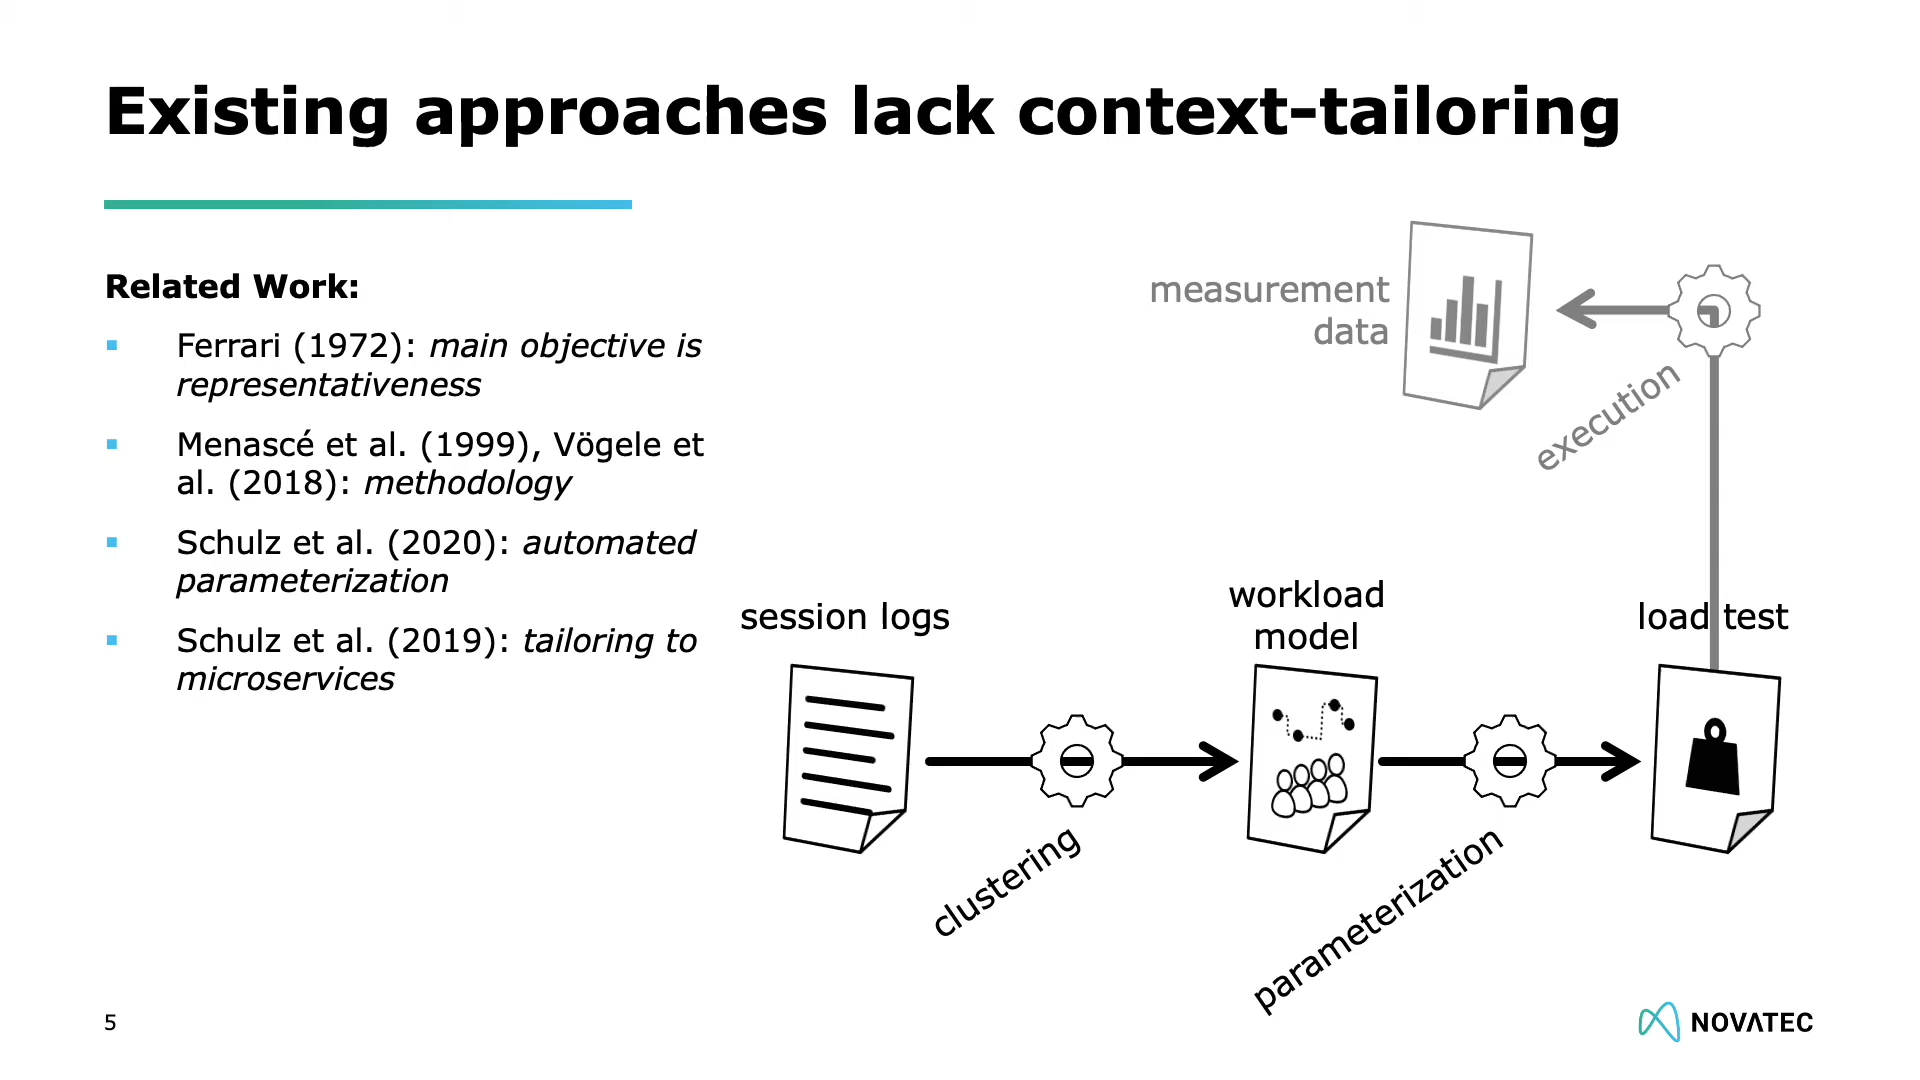 Existing approaches lack context-tailoring
Related Work:
▪ Ferrari (1972): main objective is
representativeness
▪ Menascé et al. (1999), Vögele et
al. (2018): methodology
▪ Schulz et al. (2020): automated
parameterization
▪ Schulz et al. (2019): tailoring to
microservices
measurement
data
execution
session logs
workload
model
load test
clustering
parameterization
5
NOVATEC